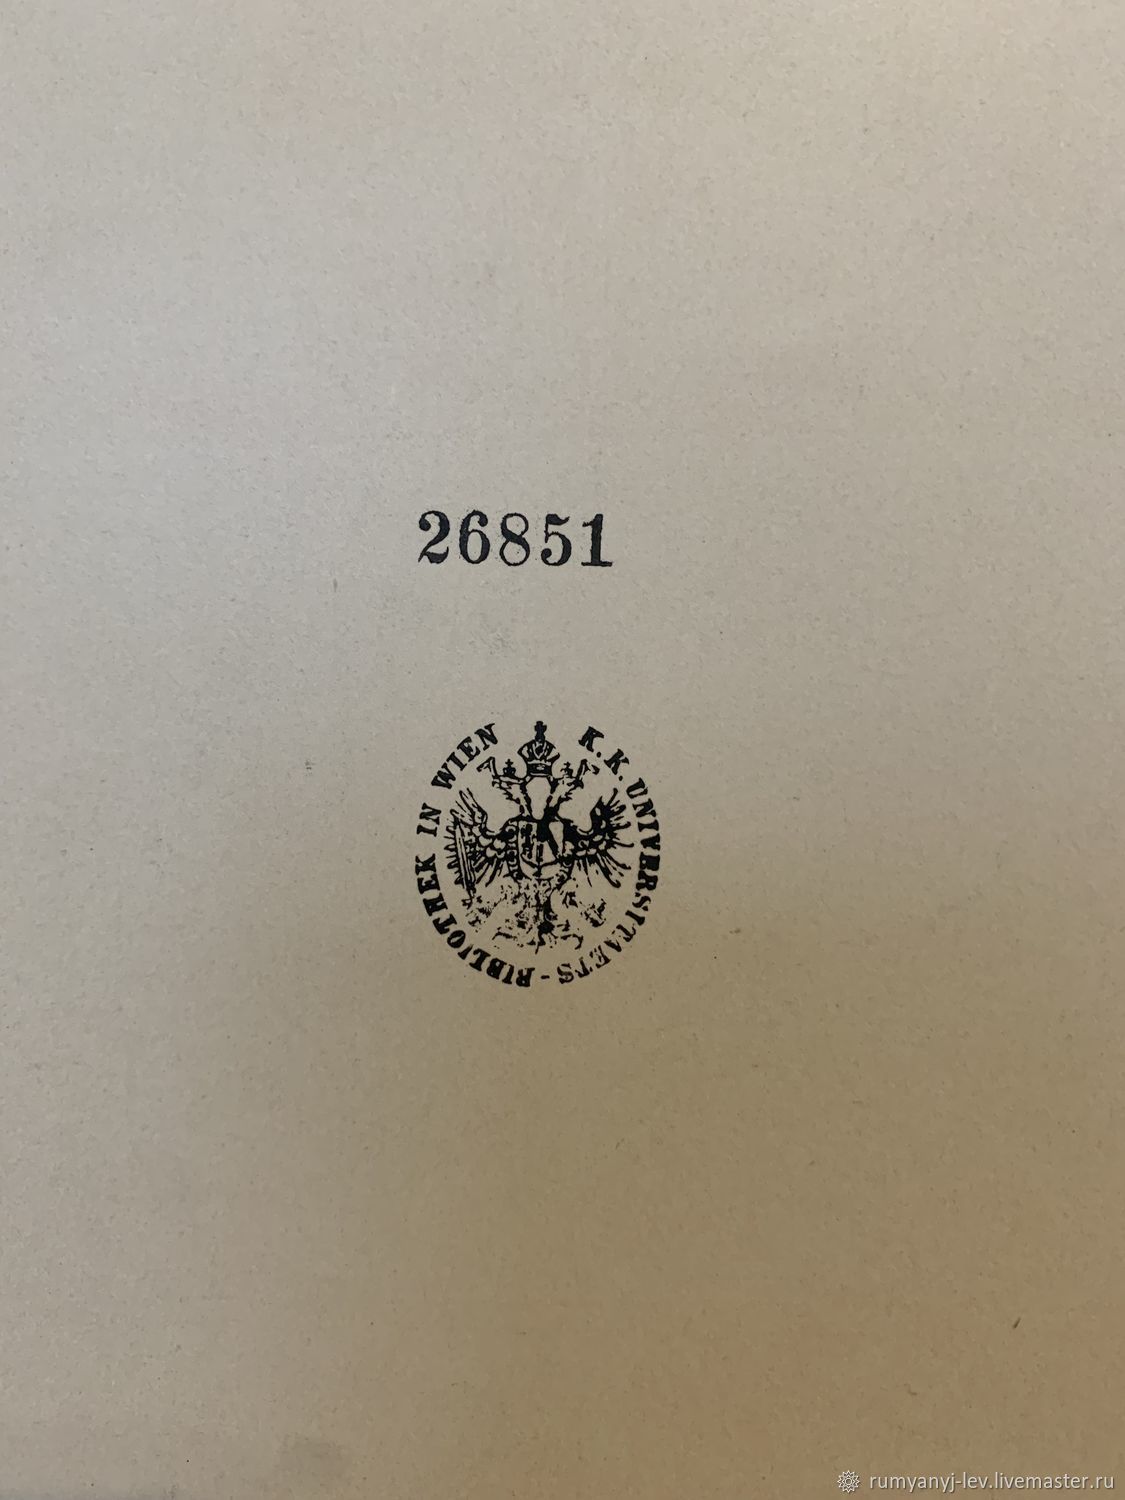 26851
K. K. UNIVERSITAETS-BIBLIOTHEK IN WIEN
rumyanyj-lev.livemaster.ru